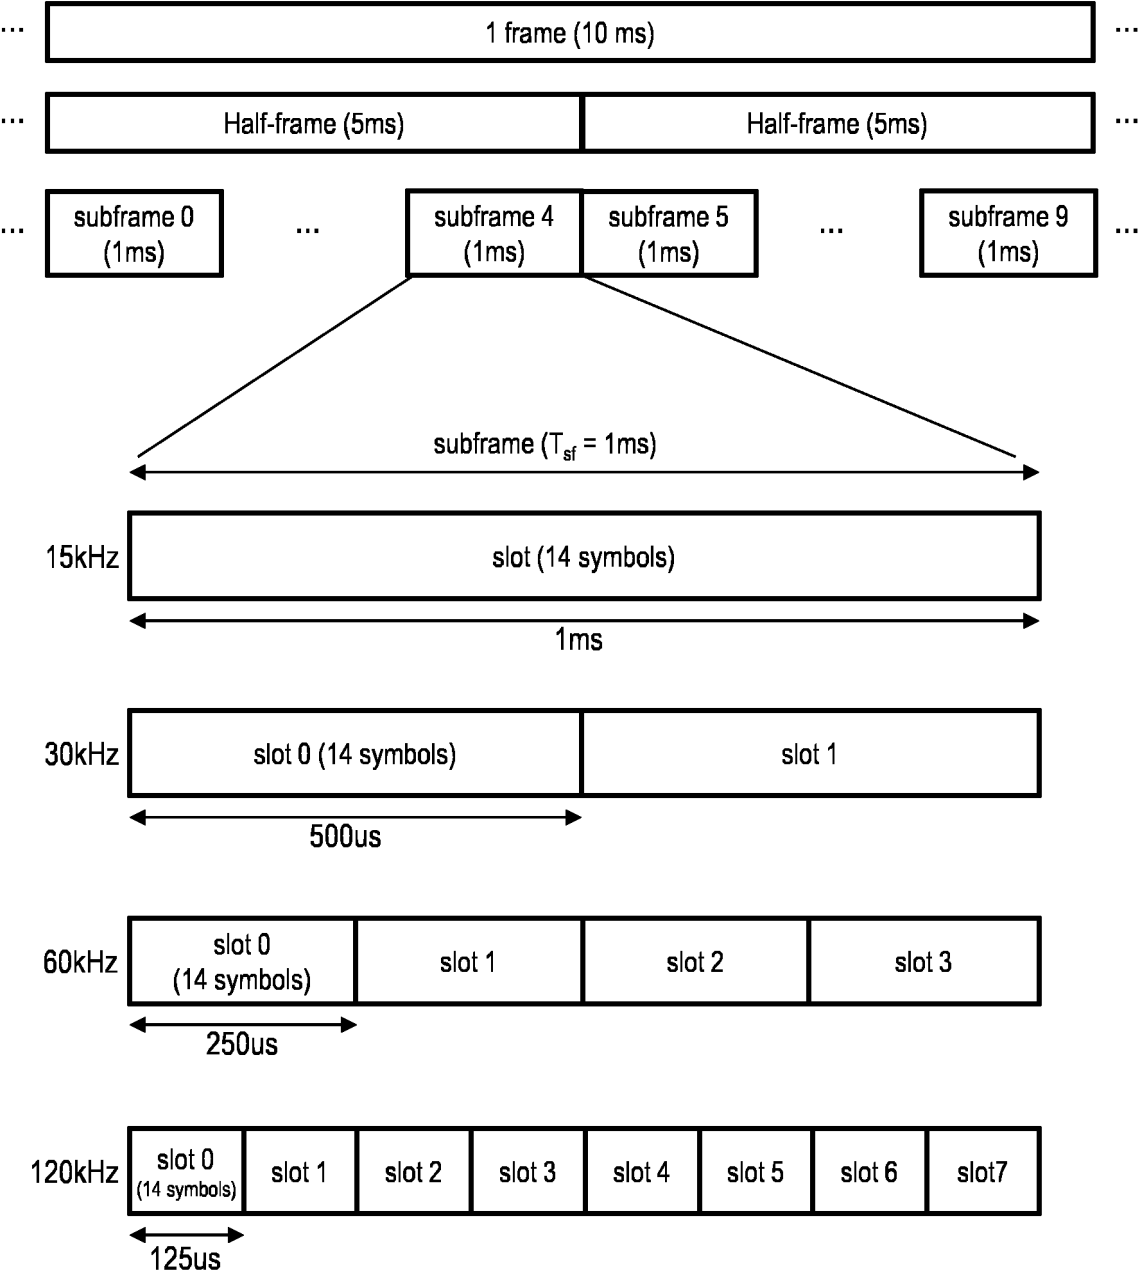 ... 1 frame (10 ms) ...
... Half-frame (5ms) Half-frame (5ms) ...
... subframe 0 ... subframe 4 subframe 5 ... subframe 9 ...
(1ms) (1ms) (1ms) (1ms)
subframe (Tsf = 1ms)
15kHz slot (14 symbols)
1ms
30kHz slot 0 (14 symbols) slot 1
500us
60kHz slot 0 slot 1 slot 2 slot 3
(14 symbols)
250us
120kHz slot 0 slot 1 slot 2 slot 3 slot 4 slot 5 slot 6 slot7
(14 symbols)
125us